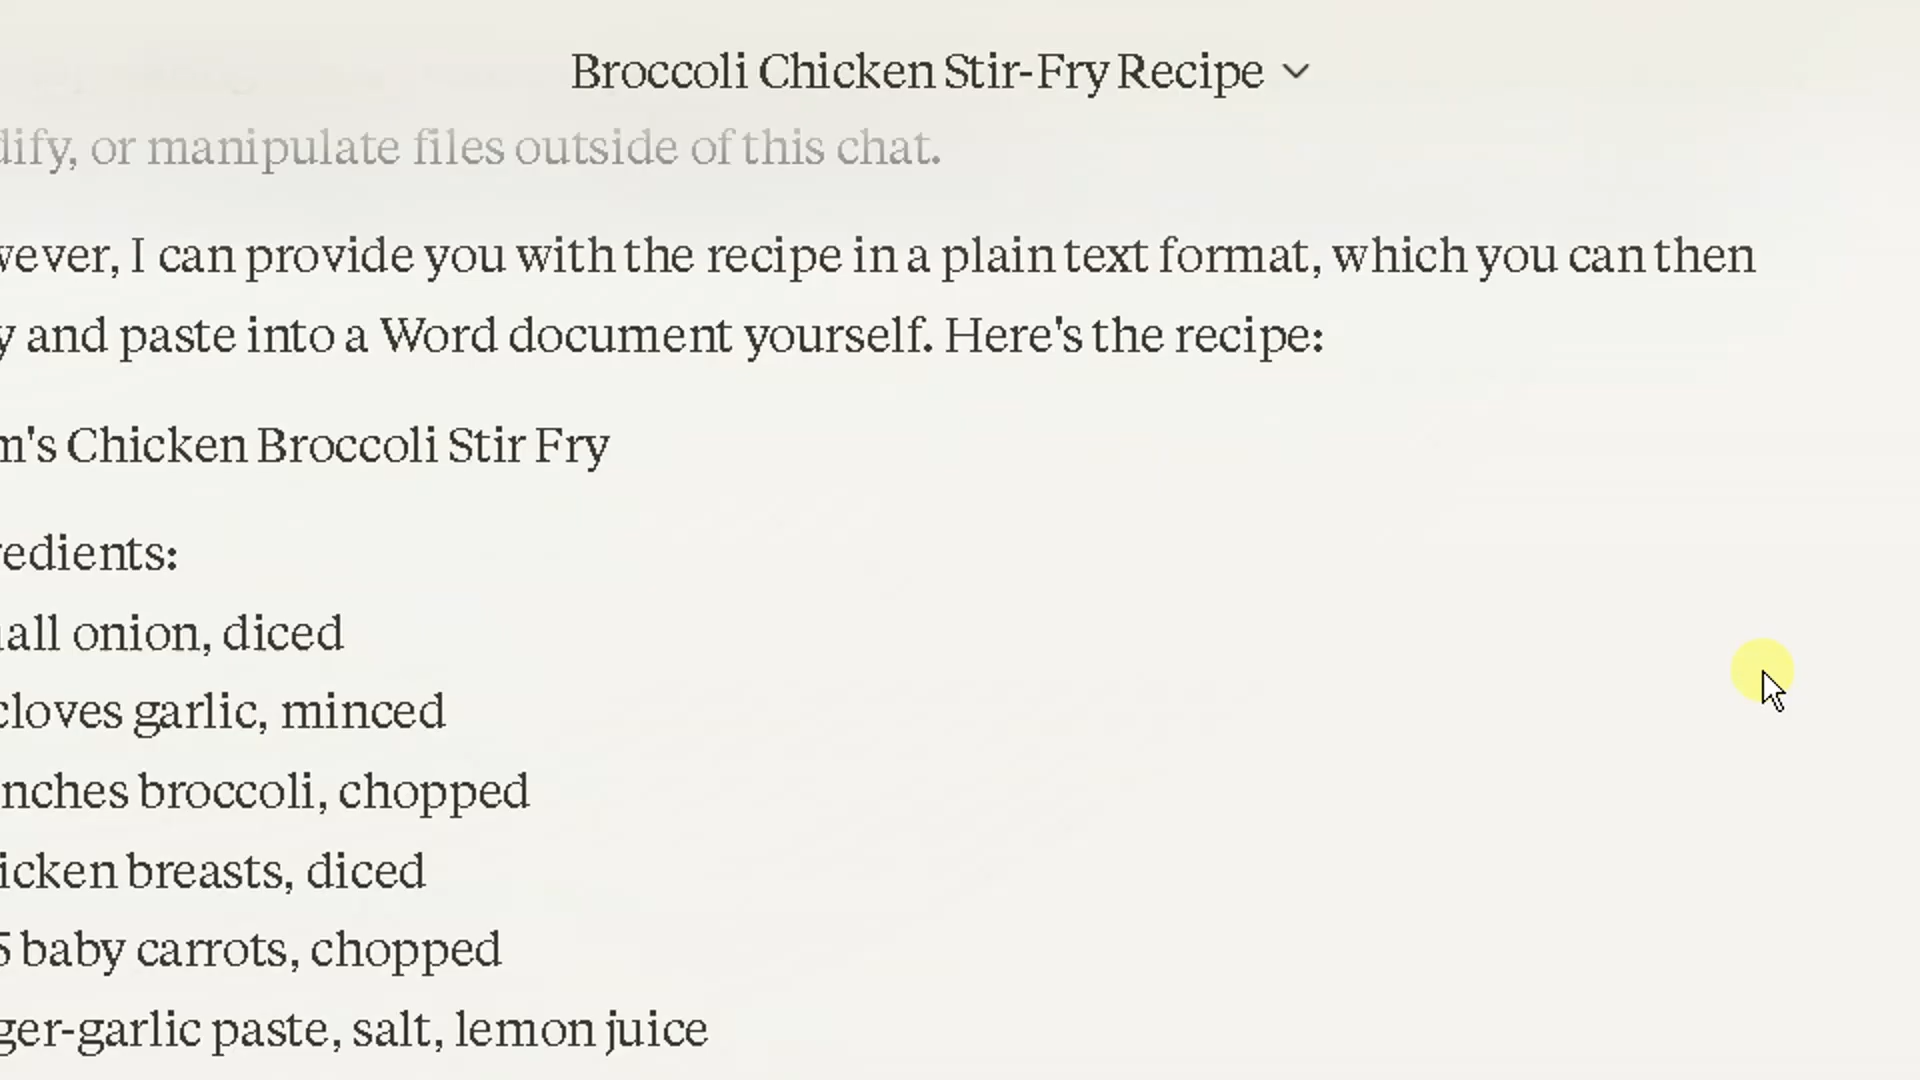 Broccoli Chicken Stir-Fry Recipe
dify, or manipulate files outside of this chat.
wever, I can provide you with the recipe in a plain text format, which you can then
y and paste into a Word document yourself. Here's the recipe:
m's Chicken Broccoli Stir Fry
redients:
all onion, diced
cloves garlic, minced
nches broccoli, chopped
icken breasts, diced
5 baby carrots, chopped
ger-garlic paste, salt, lemon juice